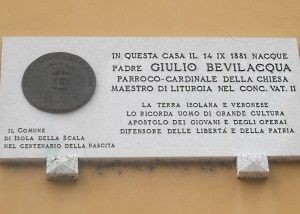 IN QUESTA CASA IL 14 IX 1881 NACQUE
PADRE GIULIO BEVILACQUA
PARROCO-CARDINALE DELLA CHIESA
MAESTRO DI LITURGIA NEL CONC. VAT. II
LA TERRA ISOLANA E VERONESE
LO RICORDA UOMO DI GRANDE CULTURA
APOSTOLO DEI GIOVANI E DEGLI OPERAI
DIFENSORE DELLE LIBERTÁ E DELLA PATRIA
IL COMUNE
DI ISOLA DELLA SCALA
NEL CENTENARIO DELLA NASCITA